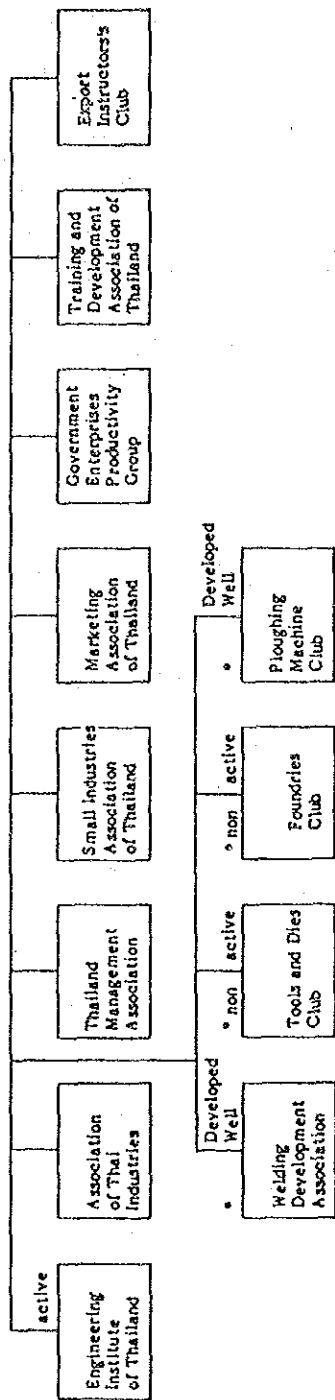 active
Engineering
Institute
of Thailand
Association
of Thai
Industries
Thailand
Management
Association
Small Industries
Association
of Thailand
Marketing
Association
of Thailand
Government
Enterprises
Productivity
Group
Training and
Development
Association of
Thailand
Export
Instructors's
Club
* Developed
Well
Welding
Development
Association
* non active
Tools and Dies
Club
* non active
Foundries
Club
* Developed
Well
Ploughing
Machine
Club